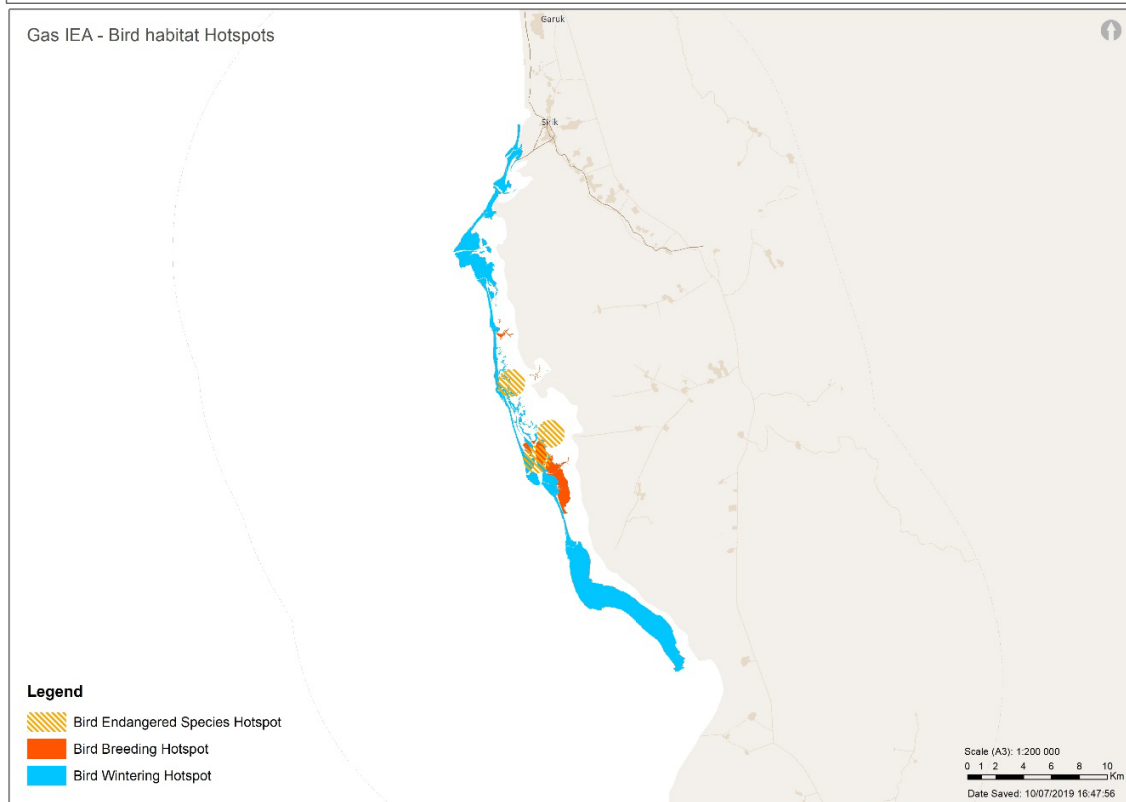 Gas IEA - Bird habitat Hotspots
Garuk
Sirik
Legend
Bird Endangered Species Hotspot
Bird Breeding Hotspot
Bird Wintering Hotspot
Scale (A3): 1:200 000
0 1 2 4 6 8 10
Km
Date Saved: 10/07/2019 16:47:56